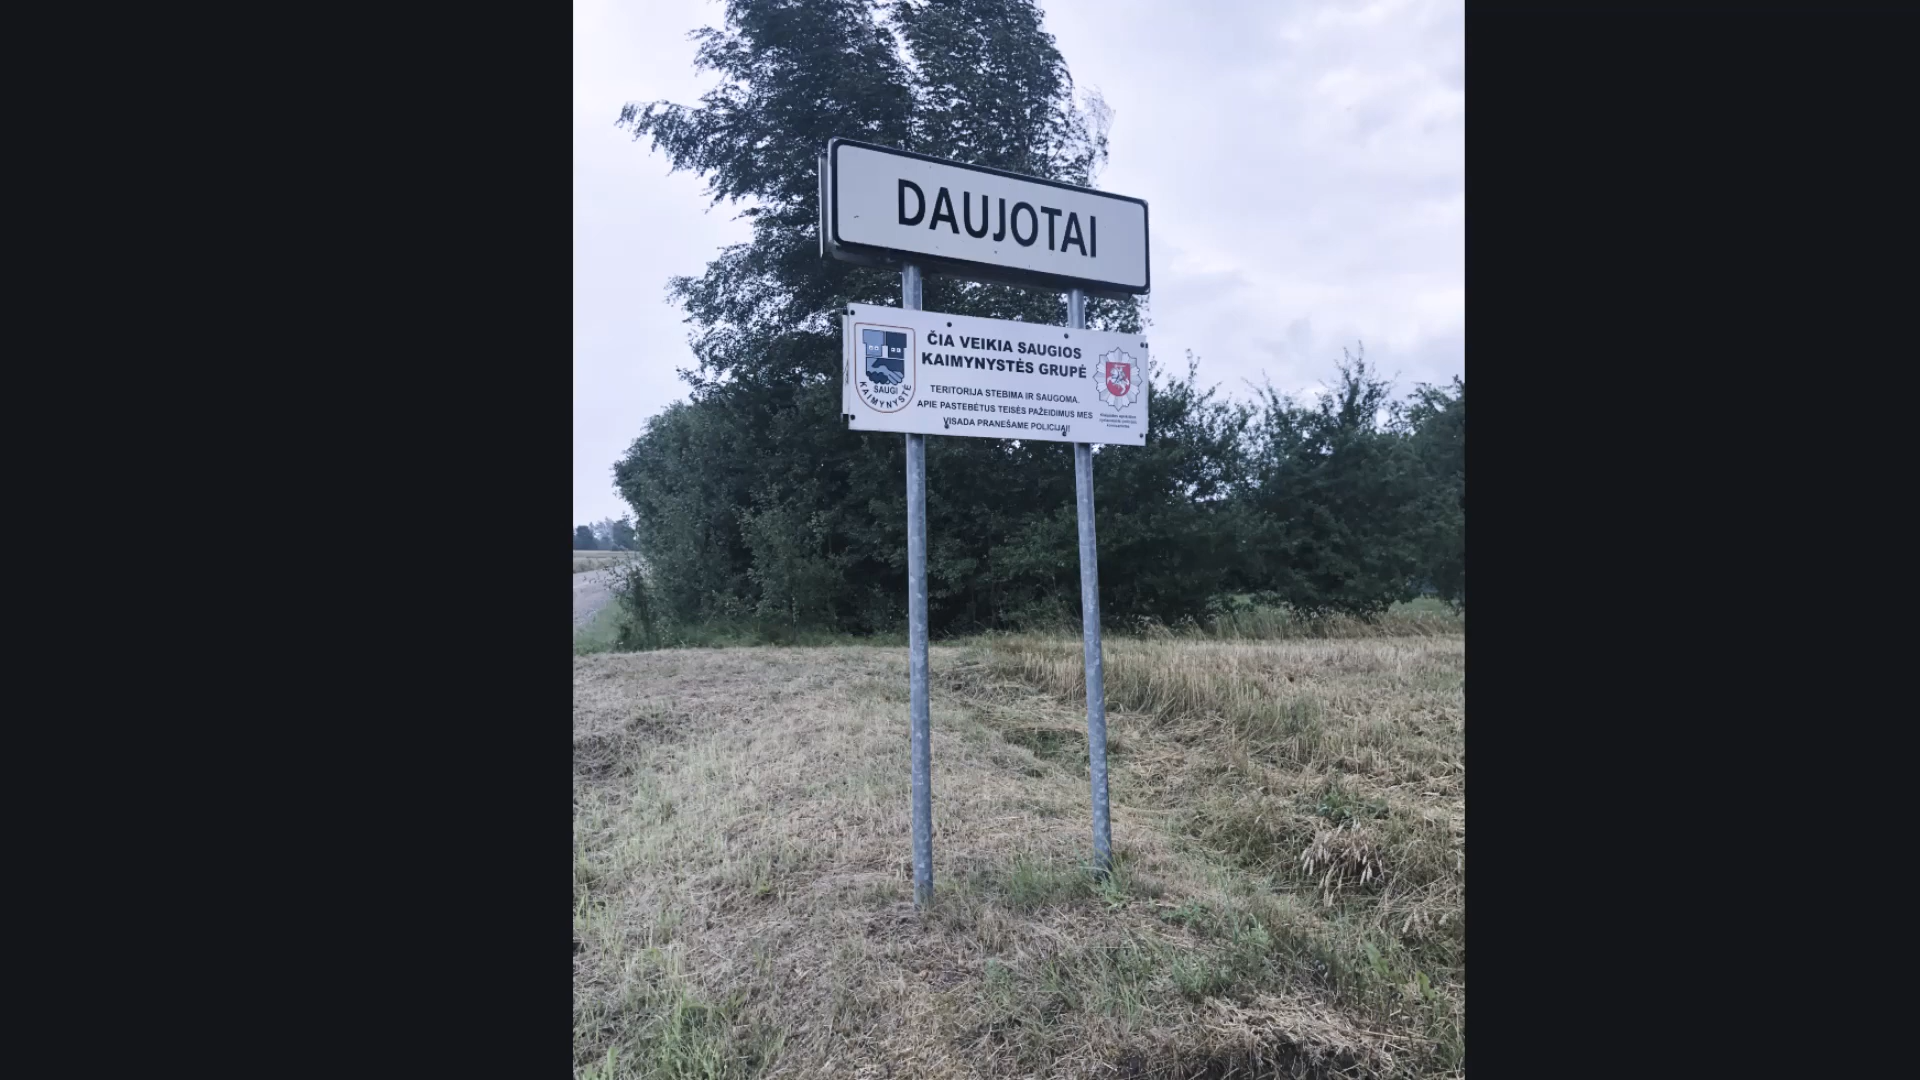 DAUJOTAI
ČIA VEIKIA SAUGIOS
KAIMYNYSTĖS GRUPĖ
TERITORIJA STEBIMA IR SAUGOMA.
APIE PASTEBĖTUS TEISĖS PAŽEIDIMUS MES
VISADA PRANEŠAME POLICIJAI!
SAUGI
KAIMYNYSTĖ